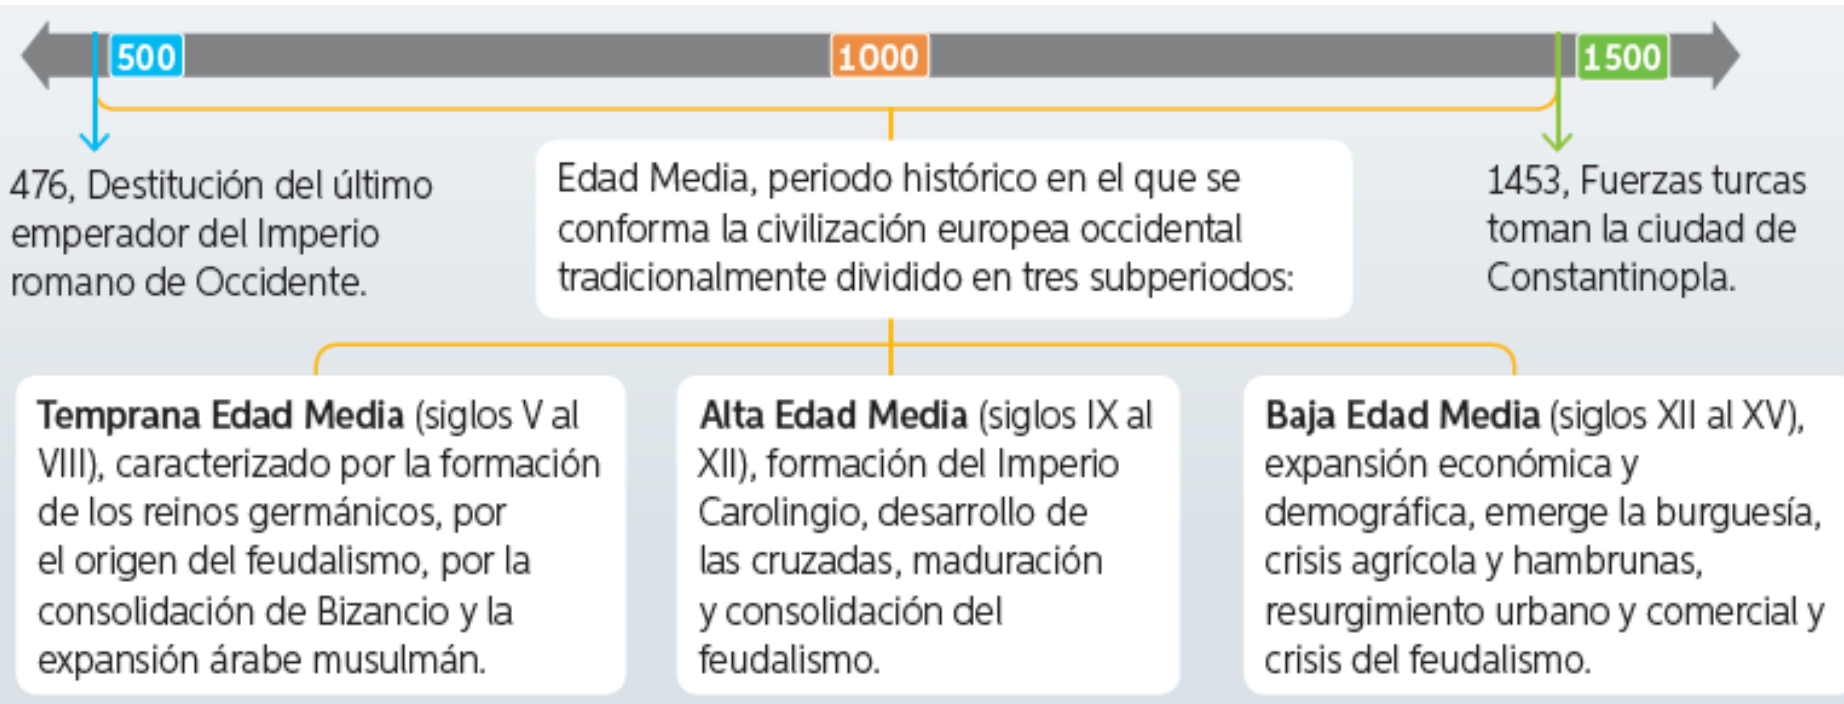 500
1000
1500
476, Destitución del último
emperador del Imperio
romano de Occidente.
Edad Media, periodo histórico en el que se
conforma la civilización europea occidental
tradicionalmente dividido en tres subperiodos:
1453, Fuerzas turcas
toman la ciudad de
Constantinopla.
Temprana Edad Media (siglos V al
VIII), caracterizado por la formación
de los reinos germánicos, por
el origen del feudalismo, por la
consolidación de Bizancio y la
expansión árabe musulmán.
Alta Edad Media (siglos IX al
XII), formación del Imperio
Carolingio, desarrollo de
las cruzadas, maduración
y consolidación del
feudalismo.
Baja Edad Media (siglos XII al XV),
expansión económica y
demográfica, emerge la burguesía,
crisis agrícola y hambrunas,
resurgimiento urbano y comercial y
crisis del feudalismo.